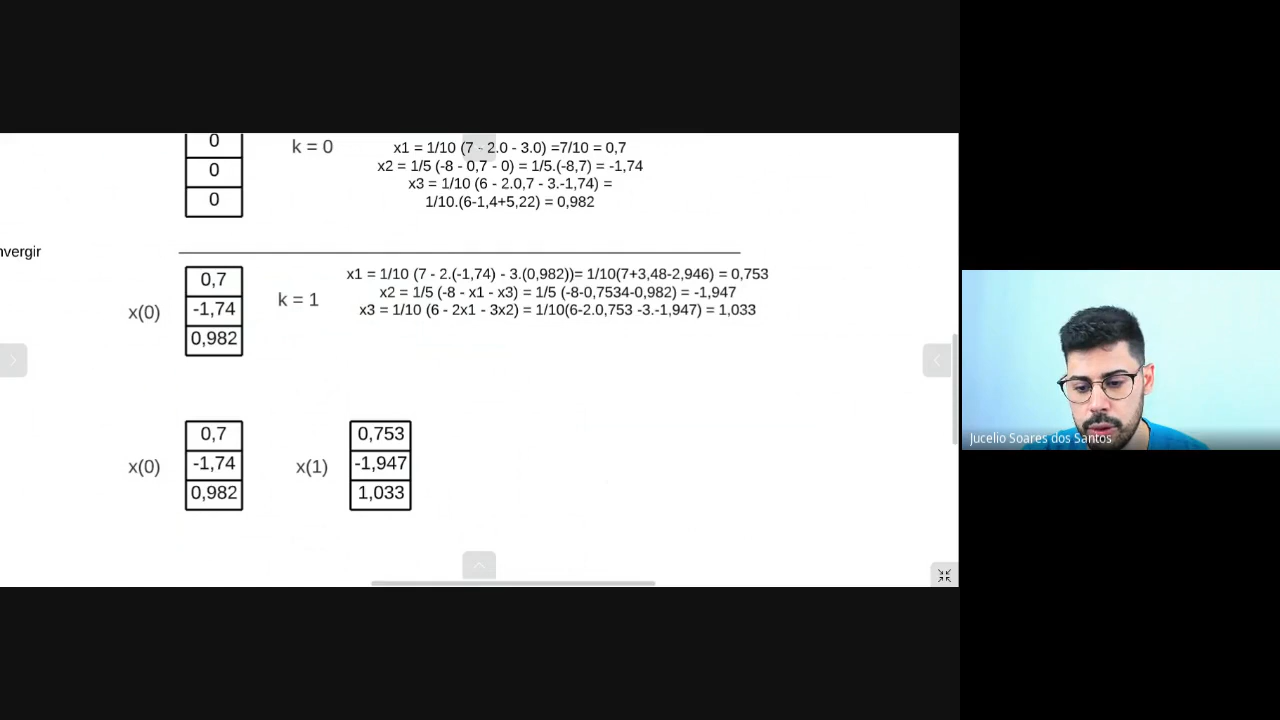 0
0
0
k = 0
x1 = 1/10 (7 - 2.0 - 3.0) =7/10 = 0,7
x2 = 1/5 (-8 - 0,7 - 0) = 1/5.(-8,7) = -1,74
x3 = 1/10 (6 - 2.0,7 - 3.-1,74) =
1/10.(6-1,4+5,22) = 0,982
nvergir
x(0)
0,7
-1,74
0,982
k = 1
x1 = 1/10 (7 - 2.(-1,74) - 3.(0,982))= 1/10(7+3,48-2,946) = 0,753
x2 = 1/5 (-8 - x1 - x3) = 1/5 (-8-0,7534-0,982) = -1,947
x3 = 1/10 (6 - 2x1 - 3x2) = 1/10(6-2.0,753 -3.-1,947) = 1,033
x(0)
0,7
-1,74
0,982
x(1)
0,753
-1,947
1,033
Jucelio Soares dos Santos